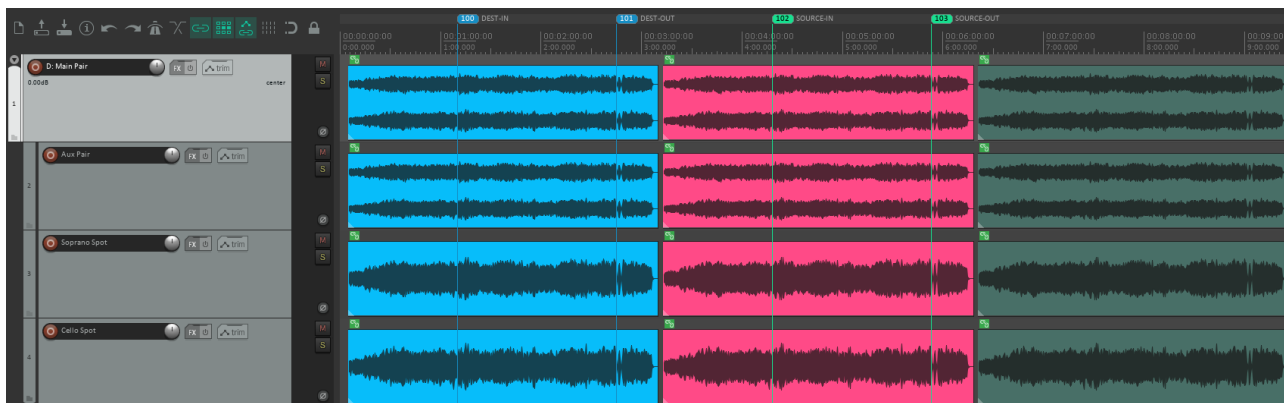 100 DEST-IN 101 DEST-OUT 102 SOURCE-IN 103 SOURCE-OUT
00:00:00:00 00:01:00:00 00:02:00:00 00:03:00:00 00:04:00:00 00:05:00:00 00:06:00:00 00:07:00:00 00:08:00:00 00:09:00
0:00.000 1:00.000 2:00.000 3:00.000 4:00.000 5:00.000 6:00.000 7:00.000 8:00.000 9:00.000
D: Main Pair FX trim M
0.00dB center S
1
Aux Pair FX trim M
S
2
Soprano Spot FX trim M
S
3
Cello Spot FX trim M
S
4